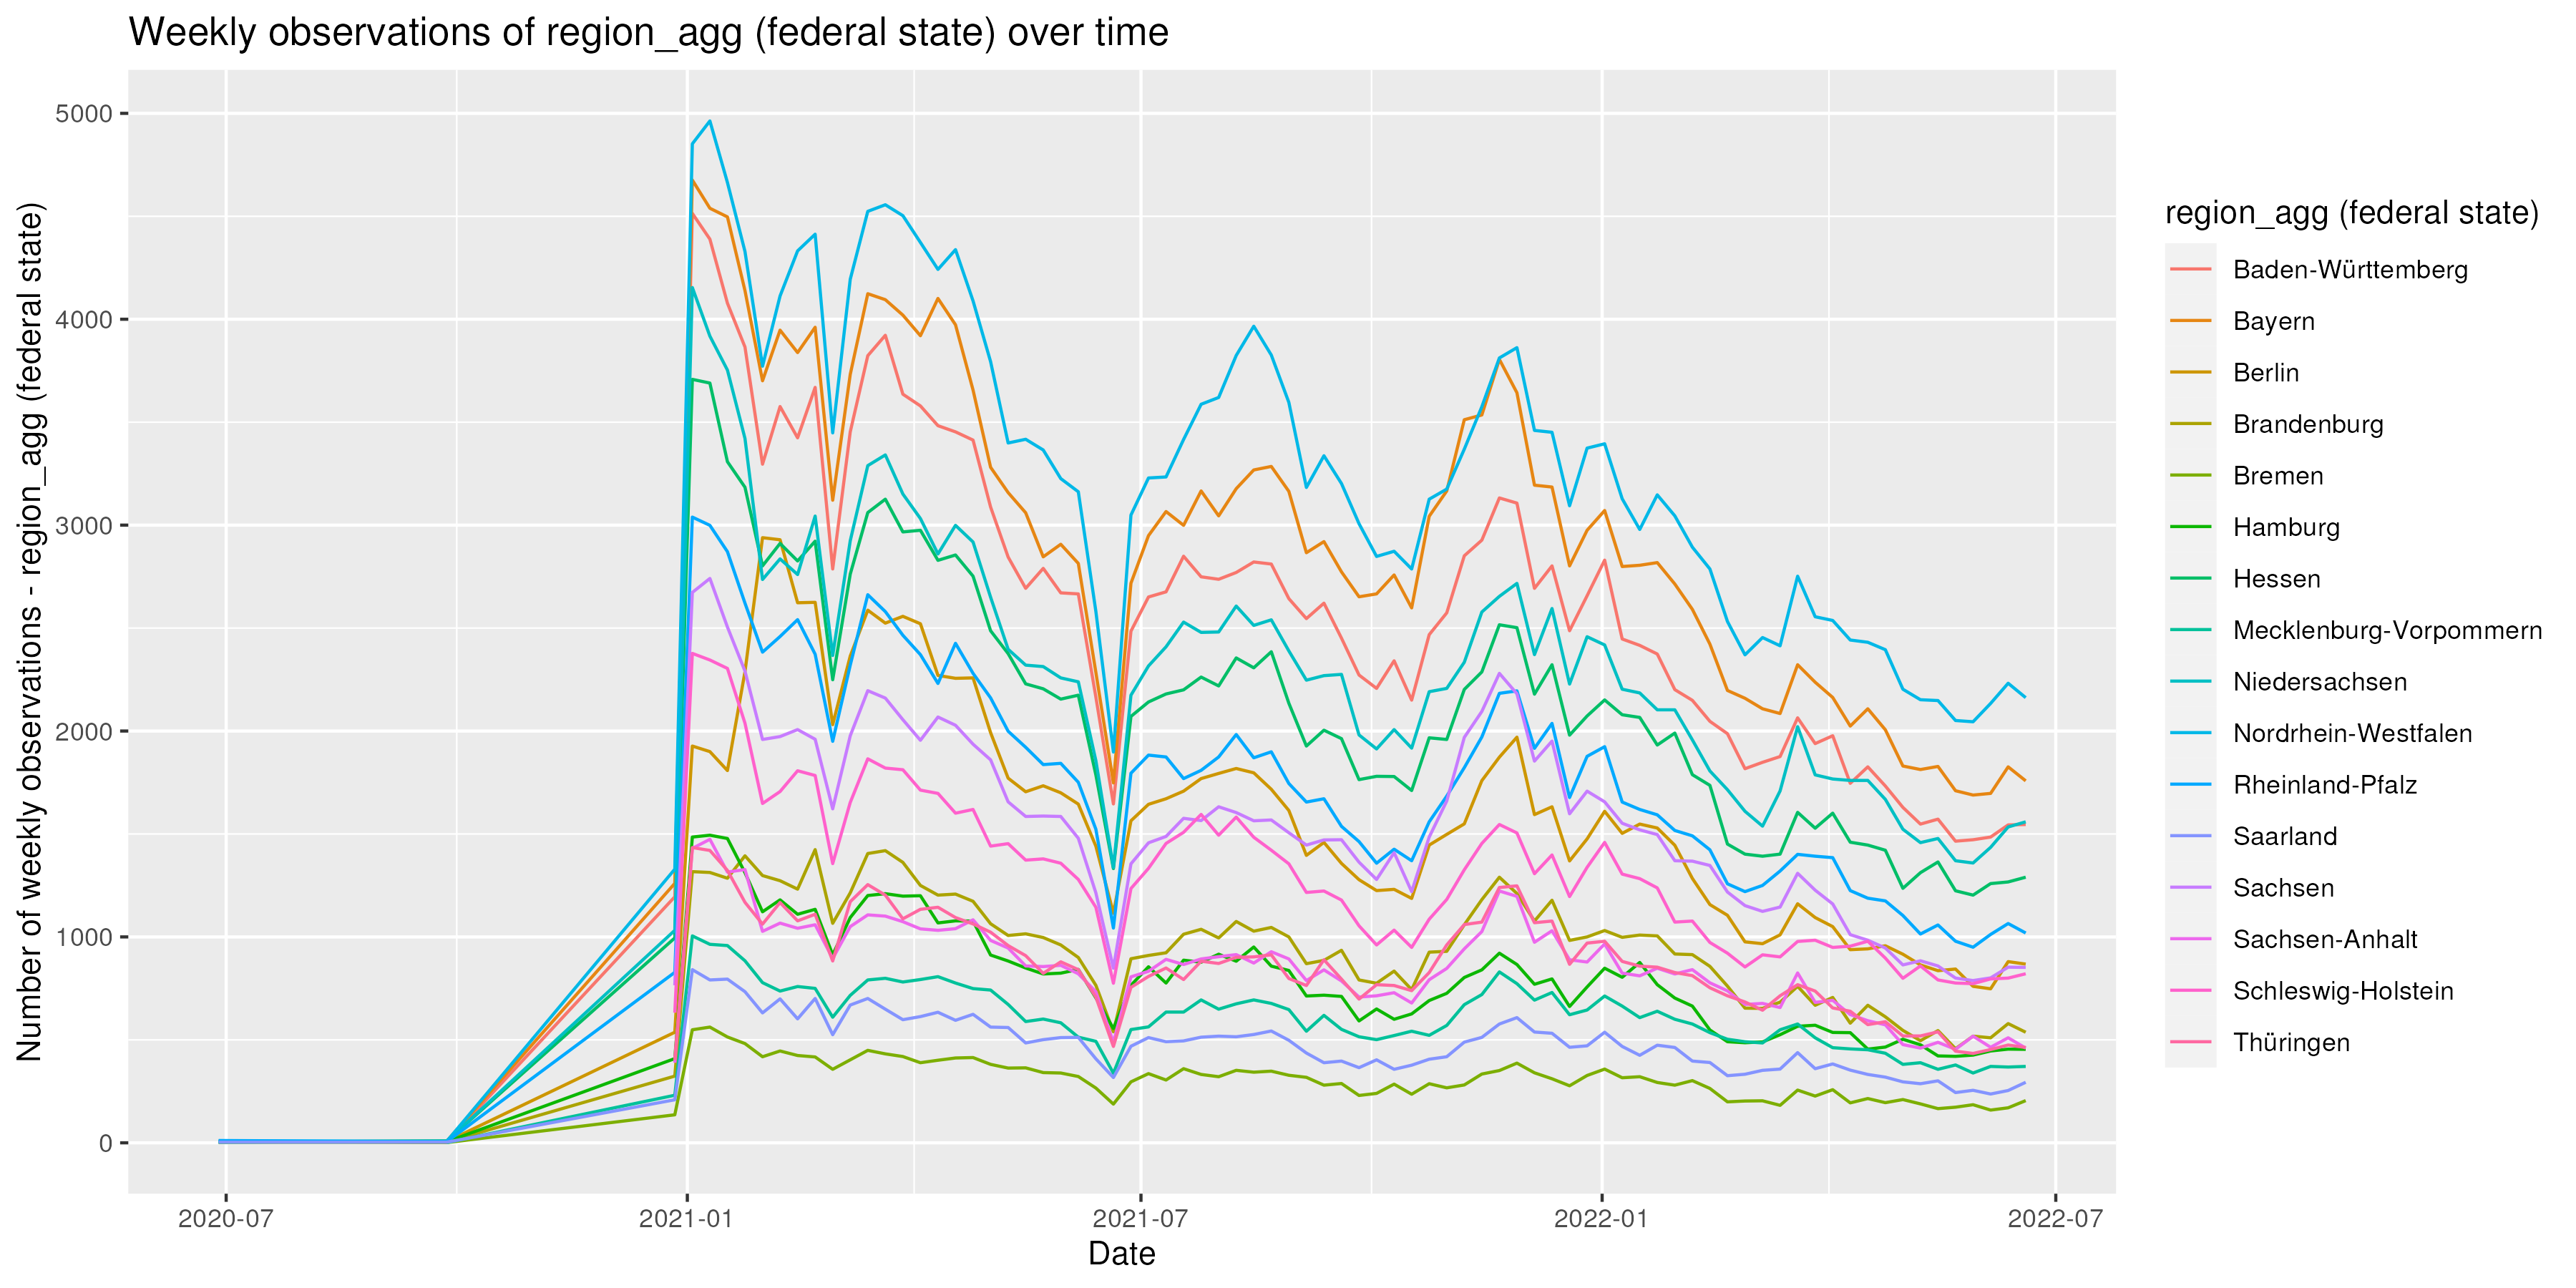 Weekly observations of region_agg (federal state) over time
Number of weekly observations - region_agg (federal state)
5000
4000
3000
2000
1000
0
2020-07
2021-01
2021-07
2022-01
2022-07
Date
region_agg (federal state)
Baden-Württemberg
Bayern
Berlin
Brandenburg
Bremen
Hamburg
Hessen
Mecklenburg-Vorpommern
Niedersachsen
Nordrhein-Westfalen
Rheinland-Pfalz
Saarland
Sachsen
Sachsen-Anhalt
Schleswig-Holstein
Thüringen